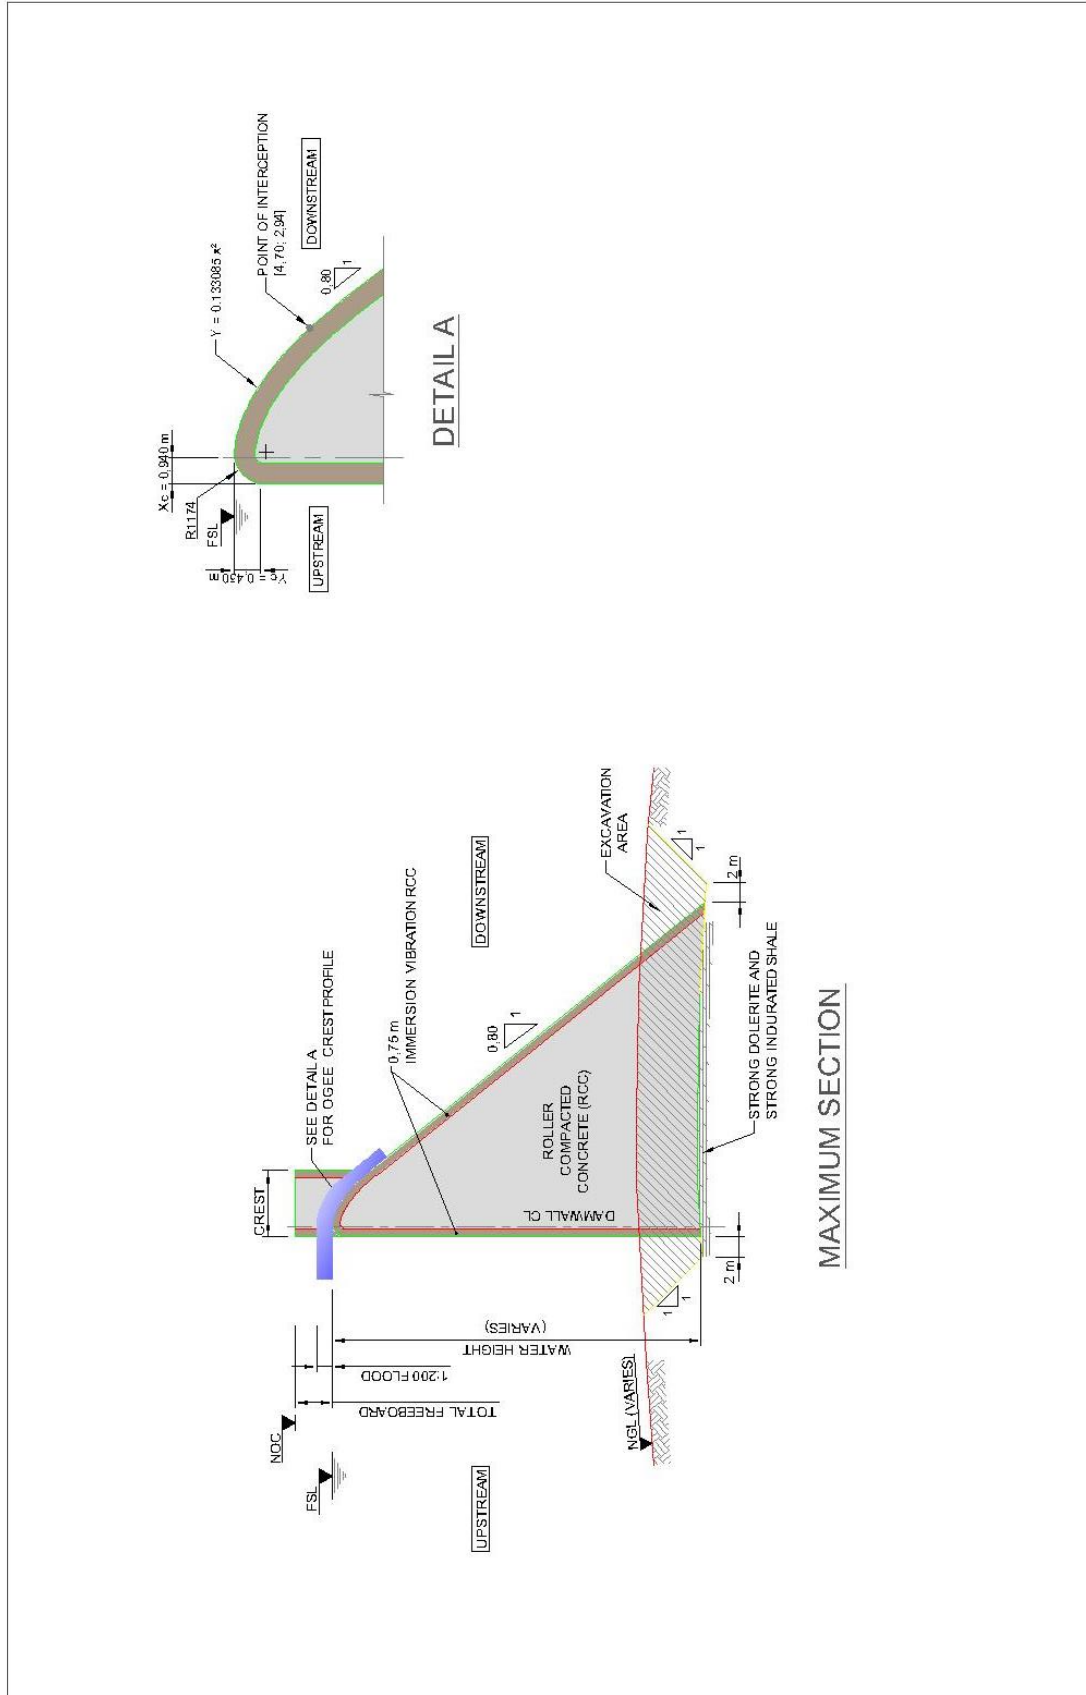 NOC
FSL
TOTAL FREEBOARD
1:200 FLOOD
WATER HEIGHT
(VARIES)
CREST
SEE DETAIL A
FOR OGEE CREST PROFILE
0,75 m
IMMERSION VIBRATION RCC
UPSTREAM
DOWNSTREAM
0,80
1
ROLLER
COMPACTED
CONCRETE (RCC)
DAMWALL CL
NGL (VARIES)
EXCAVATION
AREA
1
1
1
1
2 m
2 m
STRONG DOLERITE AND
STRONG INDURATED SHALE
MAXIMUM SECTION
Xc = 0,940 m
R1174
FSL
Yc = 0,430 m
Y = 0.133085 x²
POINT OF INTERCEPTION
[4,70; 2,94]
UPSTREAM
DOWNSTREAM
0,80
1
DETAIL A